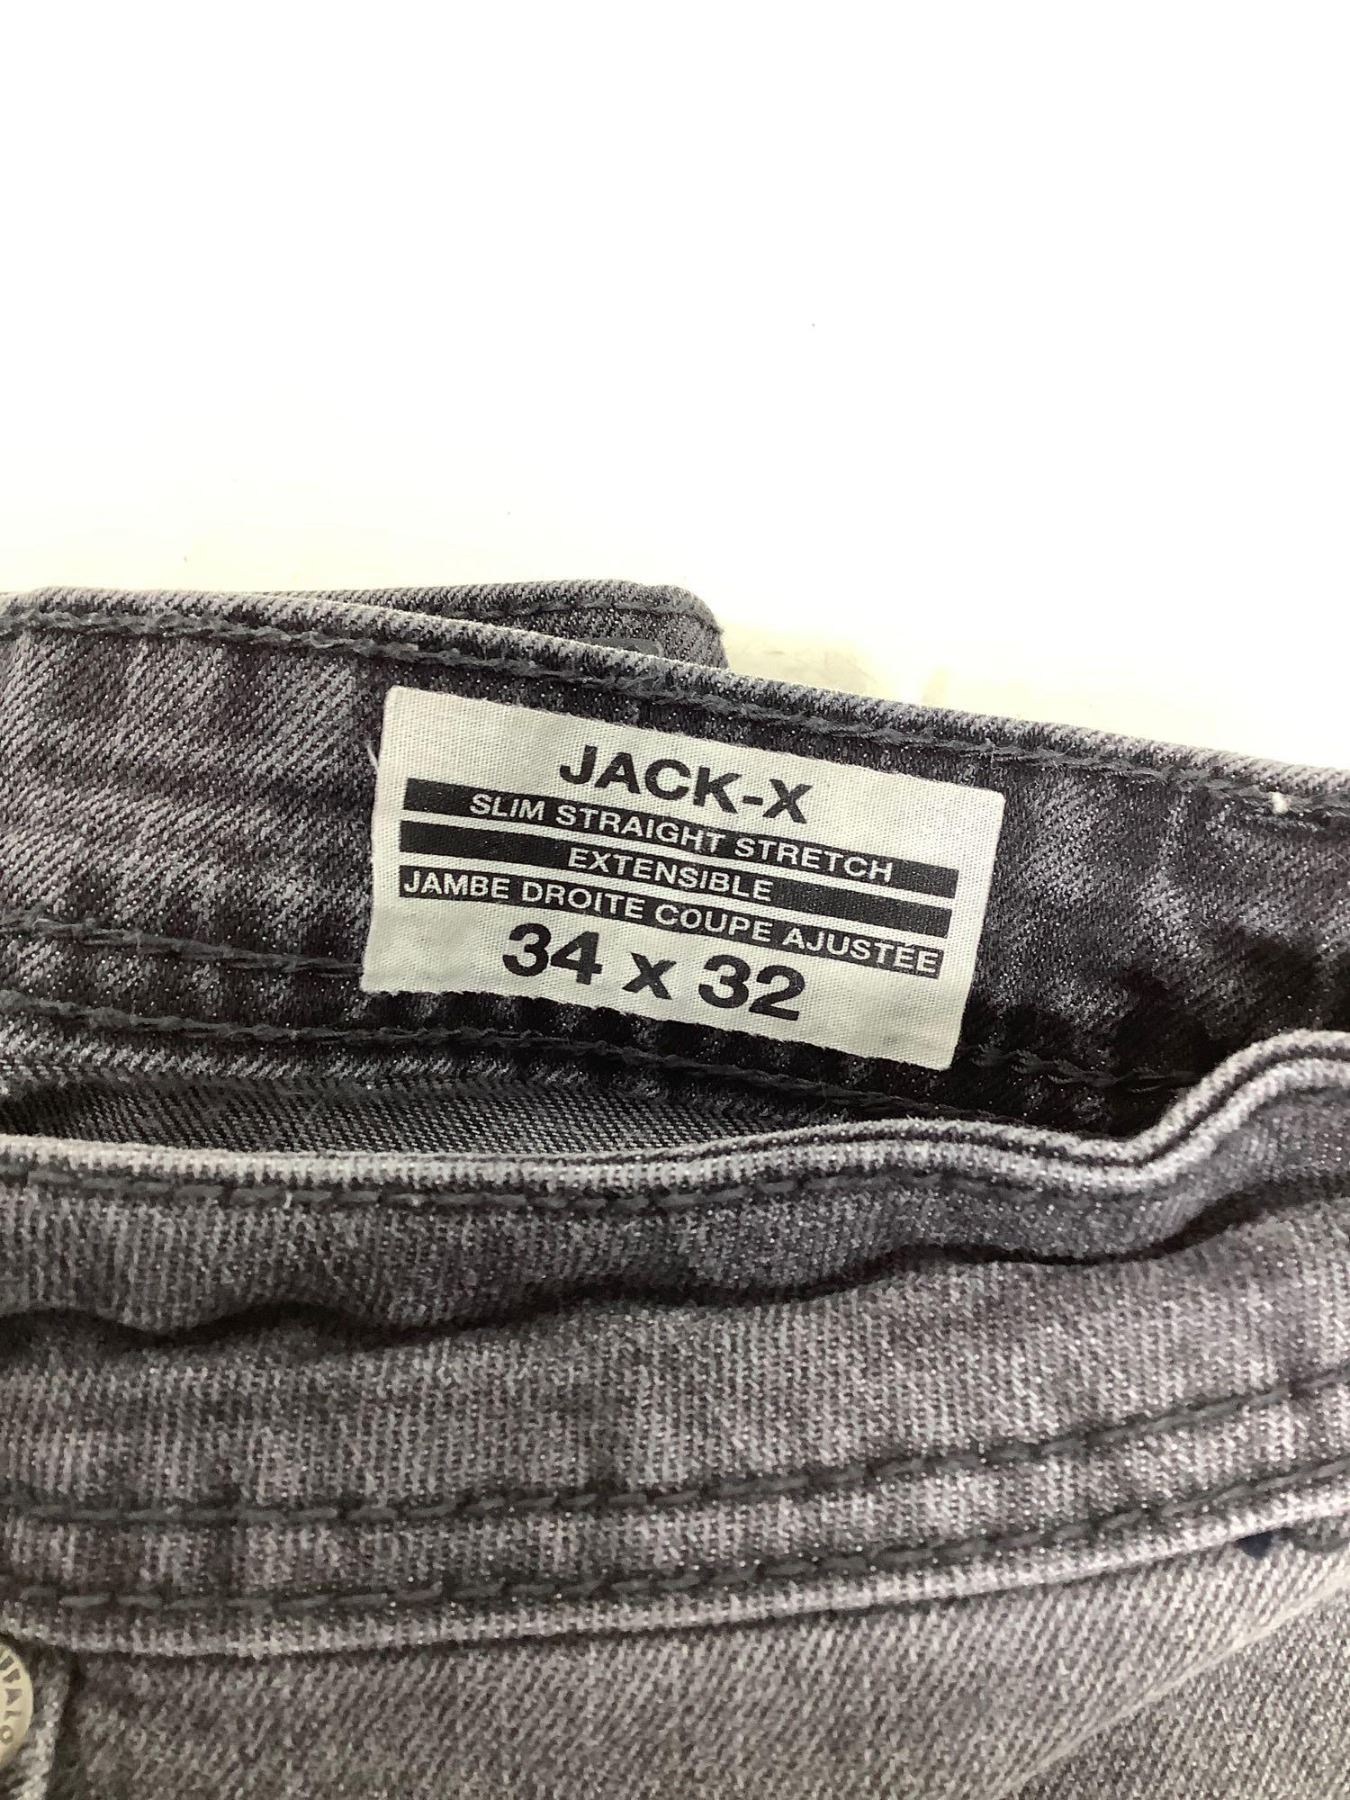 JACK-X
SLIM STRAIGHT STRETCH
EXTENSIBLE
JAMBE DROITE COUPE AJUSTÉE
34 x 32